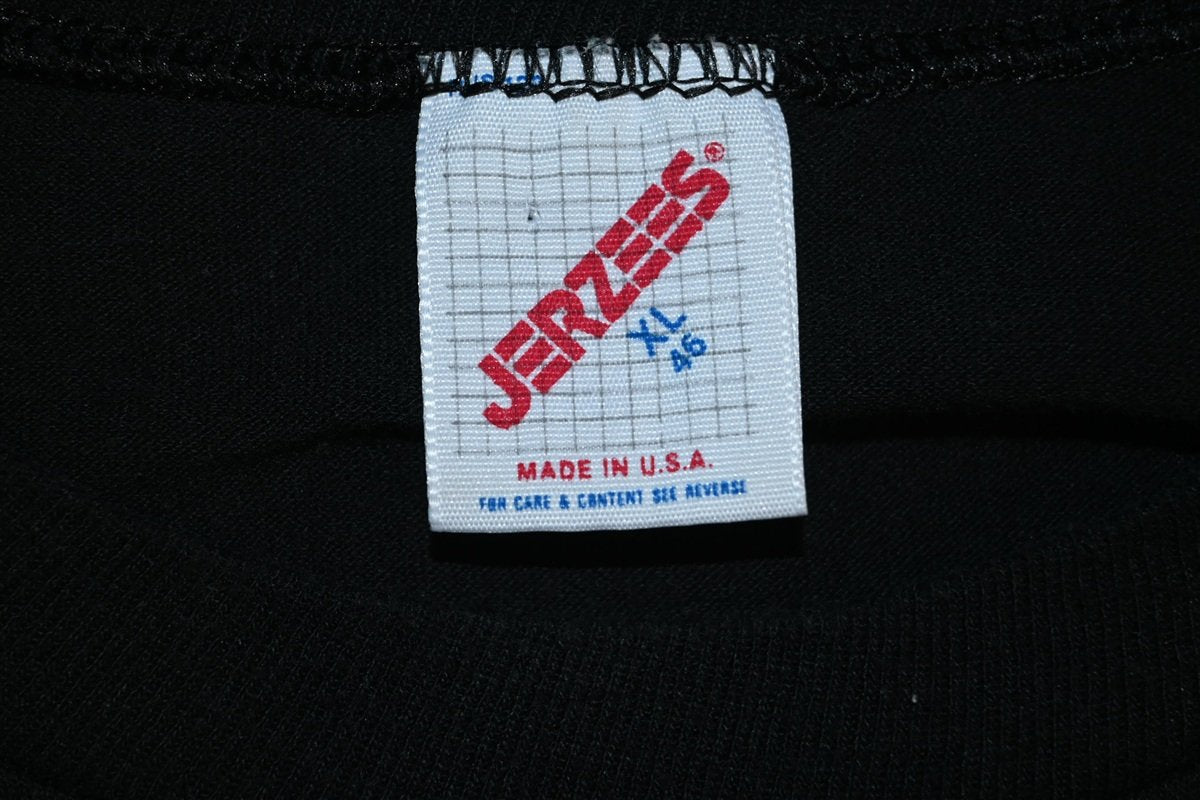 JERZEES®
XL
46
MADE IN U.S.A.
FOR CARE & CONTENT SEE REVERSE